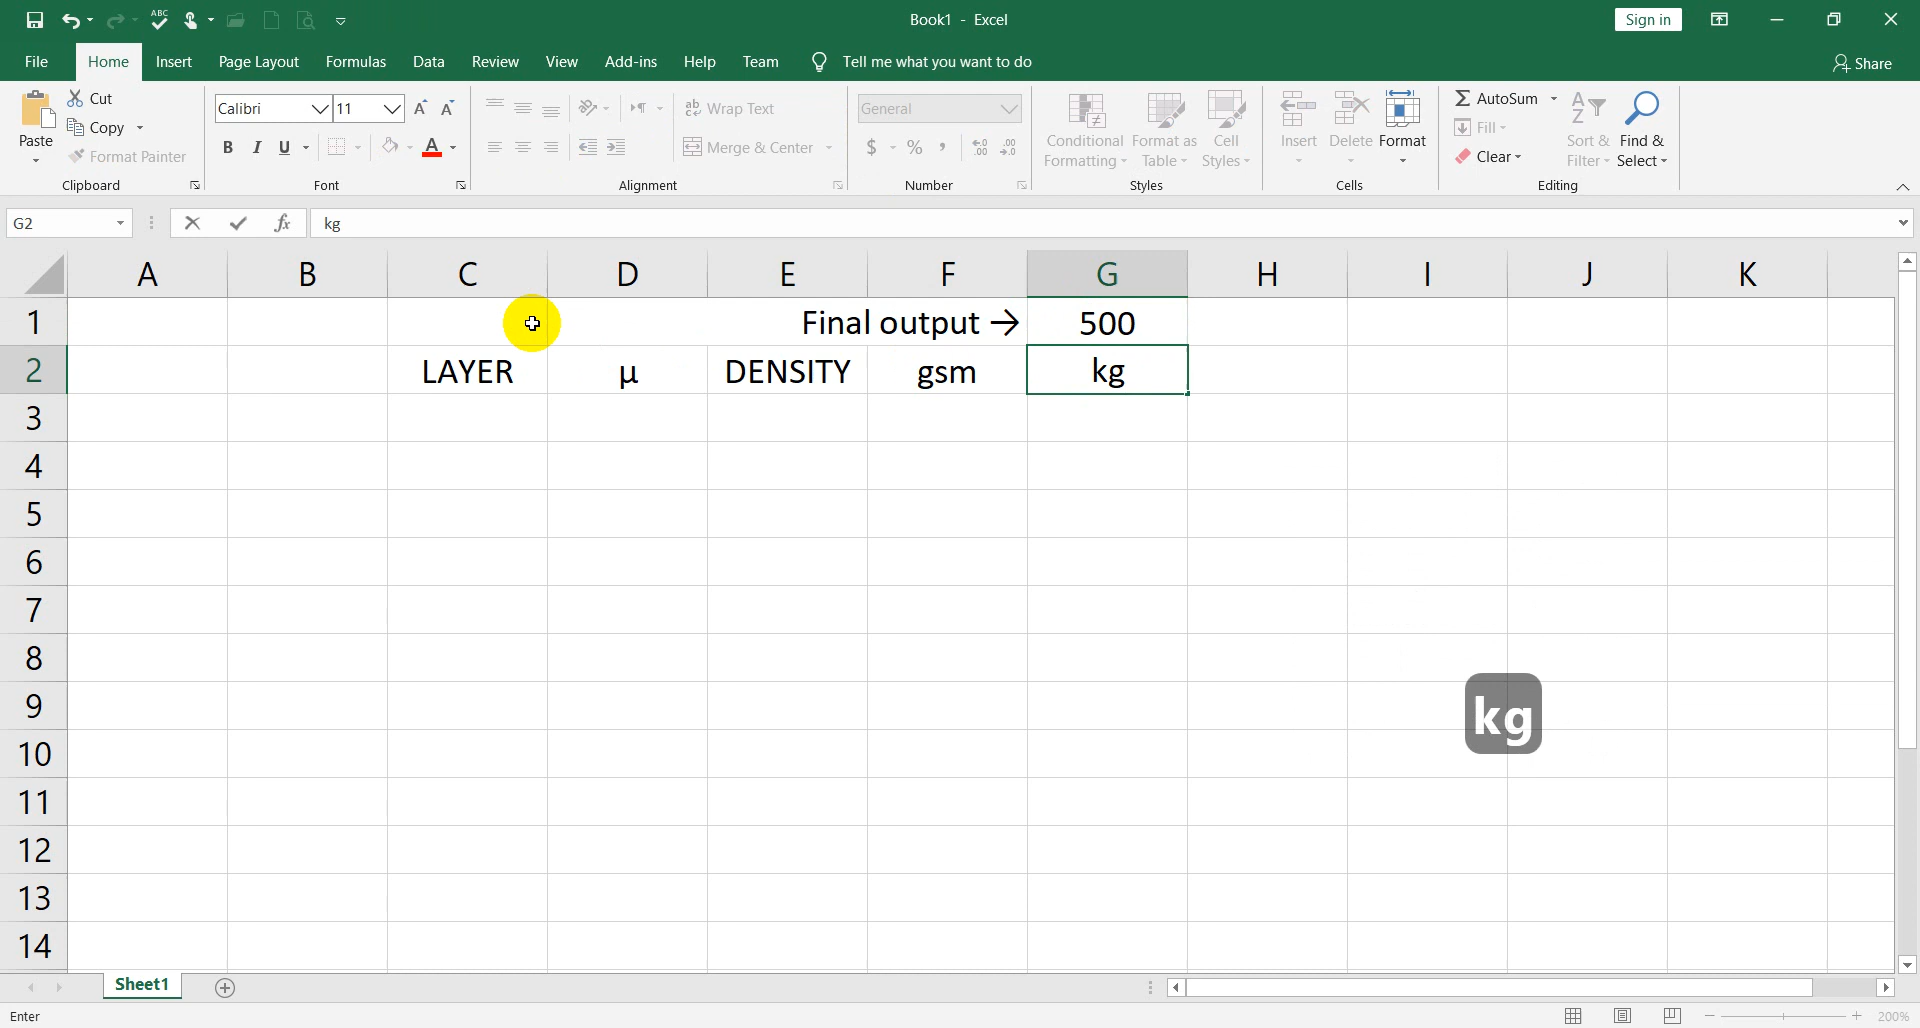 Book1 - Excel
Sign in
File Home Insert Page Layout Formulas Data Review View Add-ins Help Team Tell me what you want to do Share
Paste
Cut
Copy
Format Painter
Clipboard
Calibri 11
B I U A
Font
ab Wrap Text
Merge & Center
Alignment
General
$ % ,
Number
Conditional Formatting
Format as Table
Cell Styles
Styles
Insert Delete Format
Cells
AutoSum
Fill
Clear
Sort & Filter
Find & Select
Editing
G2 fx kg
A B C D E F G H I J K
1 Final output → 500
2 LAYER µ DENSITY gsm kg
3
4
5
6
7
8
9
10
11
12
13
14
kg
Sheet1
Enter
200%